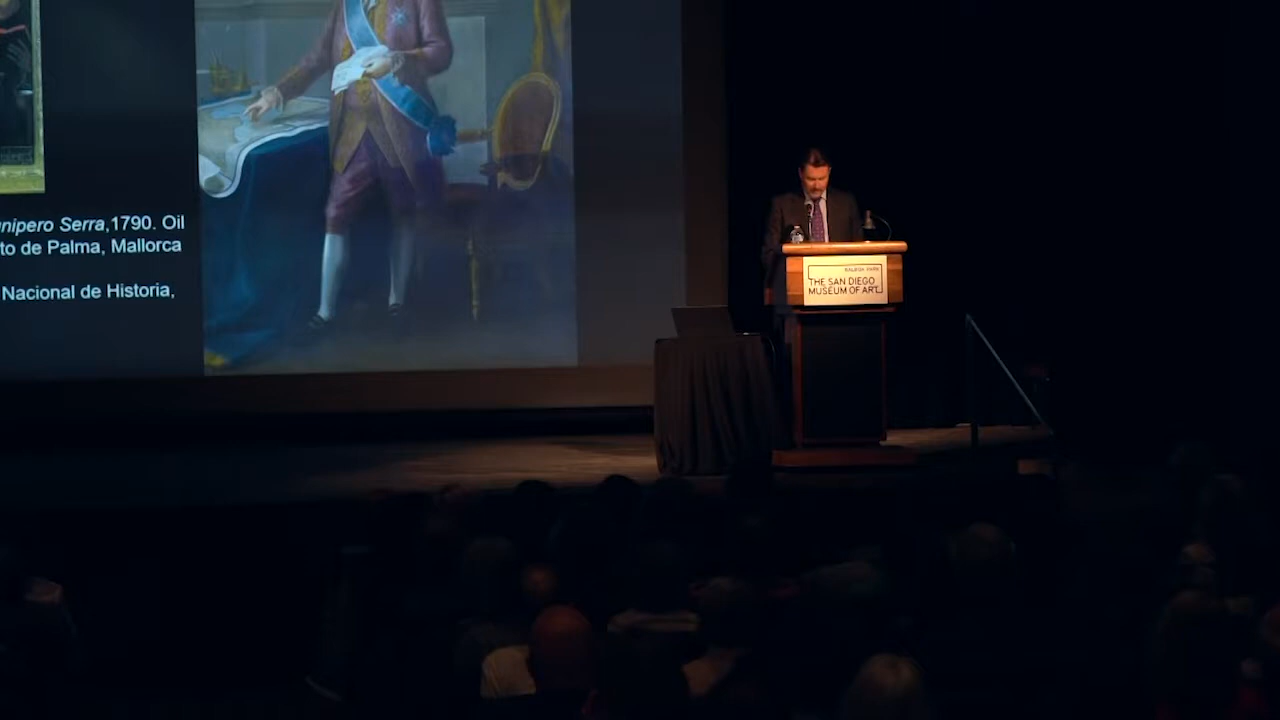 nipero Serra,1790. Oil
to de Palma, Mallorca
Nacional de Historia,
BALBOA PARK
THE SAN DIEGO
MUSEUM OF ART